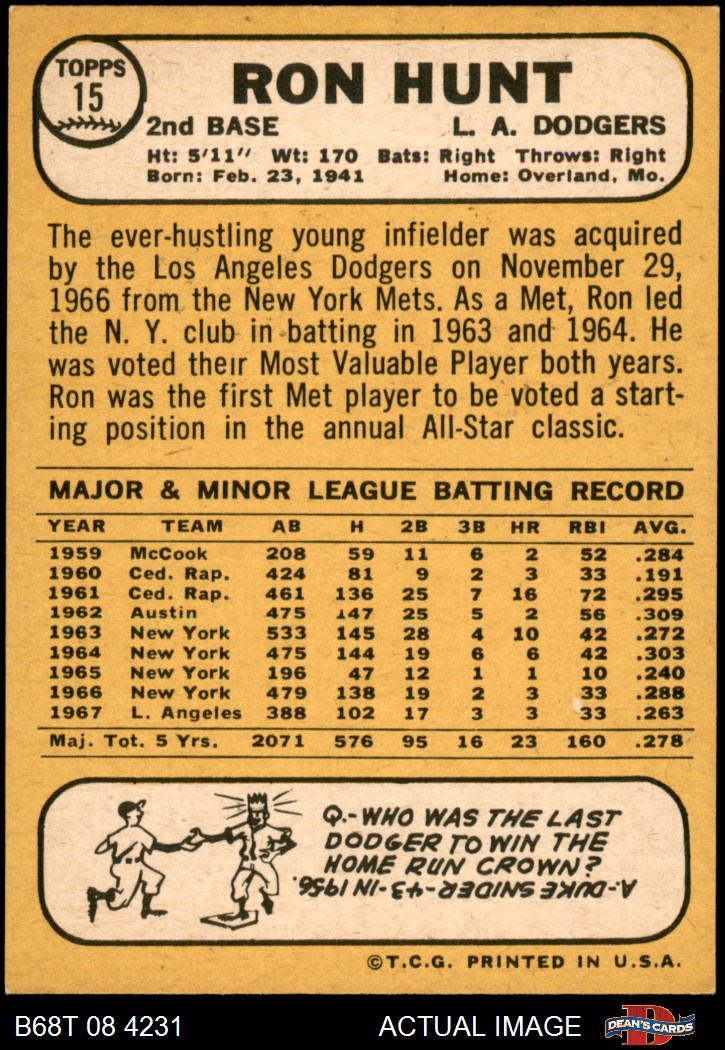 TOPPS
15
RON HUNT
2nd BASE L. A. DODGERS
Ht: 5'11" Wt: 170 Bats: Right Throws: Right
Born: Feb. 23, 1941 Home: Overland, Mo.
The ever-hustling young infielder was acquired
by the Los Angeles Dodgers on November 29,
1966 from the New York Mets. As a Met, Ron led
the N. Y. club in batting in 1963 and 1964. He
was voted their Most Valuable Player both years.
Ron was the first Met player to be voted a start-
ing position in the annual All-Star classic.
MAJOR & MINOR LEAGUE BATTING RECORD
YEAR TEAM AB H 2B 3B HR RBI AVG.
1959 McCook 208 59 11 6 2 52 .284
1960 Ced. Rap. 424 81 9 2 3 33 .191
1961 Ced. Rap. 461 136 25 7 16 72 .295
1962 Austin 475 147 25 5 2 56 .309
1963 New York 533 145 28 4 10 42 .272
1964 New York 475 144 19 6 6 42 .303
1965 New York 196 47 12 1 1 10 .240
1966 New York 479 138 19 2 3 33 .288
1967 L. Angeles 388 102 17 3 3 33 .263
Maj. Tot. 5 Yrs. 2071 576 95 16 23 160 .278
Q.-WHO WAS THE LAST
DODGER TO WIN THE
HOME RUN CROWN?
A-DUKE SNIDER-43-IN 1956.
©T.C.G. PRINTED IN U.S.A.
B68T 08 4231 ACTUAL IMAGE
D
DEAN'S CARDS